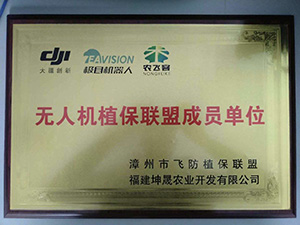 dji TEAVISION
大疆创新 极目机器人 农飞客
NONGFEIKE
无人机植保联盟成员单位
漳州市飞防植保联盟
福建坤晟农业开发有限公司